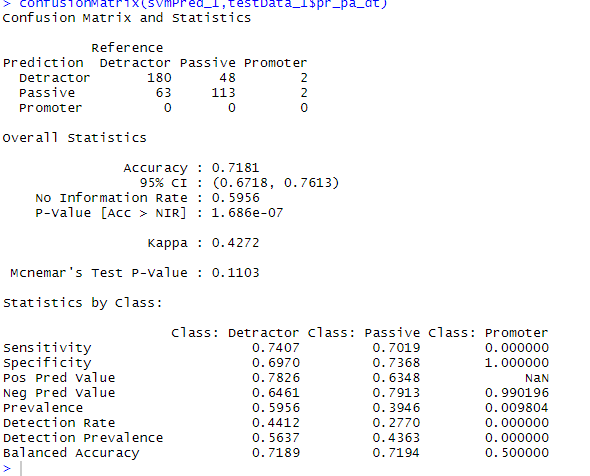 > confusionMatrix(svmPred_1,testData_1$pr_pa_dt)
Confusion Matrix and Statistics
Reference
Prediction Detractor Passive Promoter
Detractor 180 48 2
Passive 63 113 2
Promoter 0 0 0
Overall Statistics
Accuracy : 0.7181
95% CI : (0.6718, 0.7613)
No Information Rate : 0.5956
P-Value [Acc > NIR] : 1.686e-07
Kappa : 0.4272
Mcnemar's Test P-Value : 0.1103
Statistics by Class:
Class: Detractor Class: Passive Class: Promoter
Sensitivity 0.7407 0.7019 0.000000
Specificity 0.6970 0.7368 1.000000
Pos Pred Value 0.7826 0.6348 NaN
Neg Pred Value 0.6461 0.7913 0.990196
Prevalence 0.5956 0.3946 0.009804
Detection Rate 0.4412 0.2770 0.000000
Detection Prevalence 0.5637 0.4363 0.000000
Balanced Accuracy 0.7189 0.7194 0.500000
>